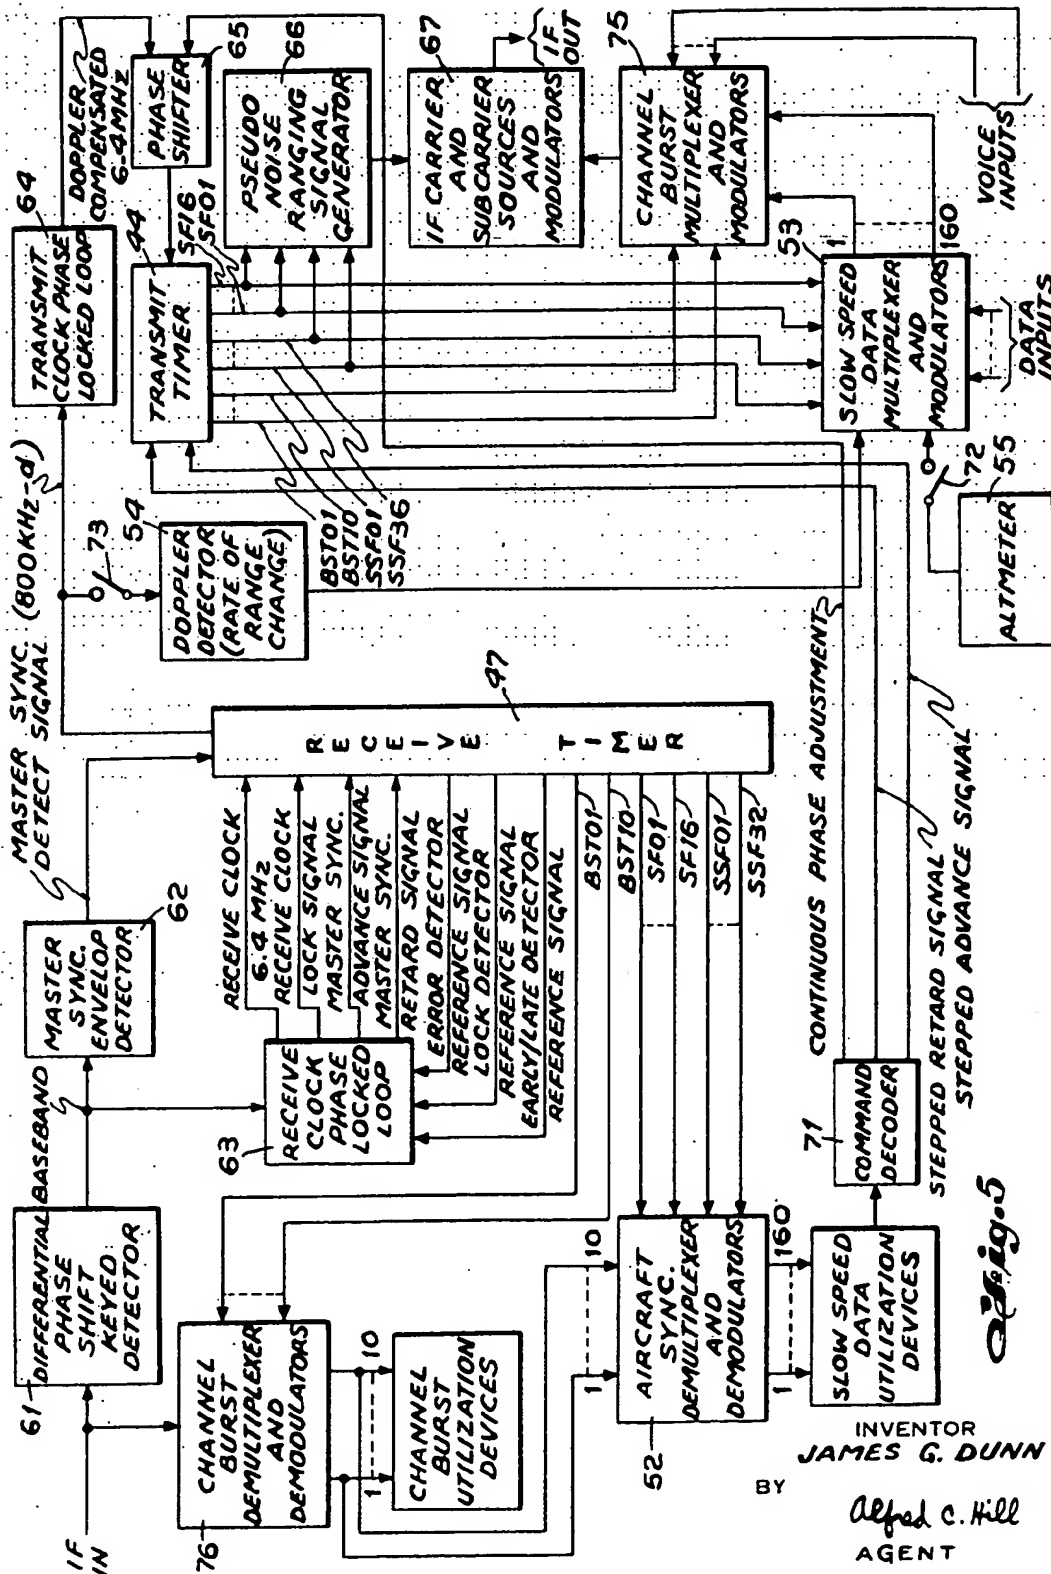 IF
IN
61
DIFFERENTIAL
PHASE
SHIFT
KEYED
DETECTOR
BASEBAND
MASTER
SYNC.
ENVELOP
DETECTOR
62
MASTER SYNC. (800KHz-d)
DETECT SIGNAL
TRANSMIT
CLOCK PHASE
LOCKED LOOP
64
DOPPLER
COMPENSATED
6.4MHz
PHASE
SHIFTER
65
TRANSMIT
TIMER
44
SF16
SF01
PSEUDO
NOISE
RANGING
SIGNAL
GENERATOR
66
IF CARRIER
AND
SUBCARRIER
SOURCES
AND
MODULATORS
67
IF
OUT
CHANNEL
BURST
MULTIPLEXER
AND
MODULATORS
75
VOICE
INPUTS
SLOW SPEED
DATA
MULTIPLEXER
AND
MODULATORS
53
1
160
DATA
INPUTS
73
54
DOPPLER
DETECTOR
(RATE OF
RANGE
CHANGE)
BST01
BST10
SSF01
SSF36
72
55
ALTMETER
RECEIVE TIMER
47
RECEIVE
CLOCK
PHASE
LOCKED
LOOP
63
RECEIVE CLOCK
6.4 MHz
RECEIVE CLOCK
LOCK SIGNAL
MASTER SYNC.
ADVANCE SIGNAL
MASTER SYNC.
RETARD SIGNAL
ERROR DETECTOR
REFERENCE SIGNAL
LOCK DETECTOR
REFERENCE SIGNAL
EARLY/LATE DETECTOR
REFERENCE SIGNAL
BST01
BST10
SF01
SF16
SSF01
SSF32
76
CHANNEL
BURST
DEMULTIPLEXER
AND
DEMODULATORS
1
10
CHANNEL
BURST
UTILIZATION
DEVICES
1
10
AIRCRAFT
SYNC.
DEMULTIPLEXER
AND
DEMODULATORS
52
1
160
SLOW SPEED
DATA
UTILIZATION
DEVICES
71
COMMAND
DECODER
CONTINUOUS PHASE ADJUSTMENT
STEPPED RETARD SIGNAL
STEPPED ADVANCE SIGNAL
Fig. 5
INVENTOR
JAMES G. DUNN
BY
Alfred C. Hill
AGENT